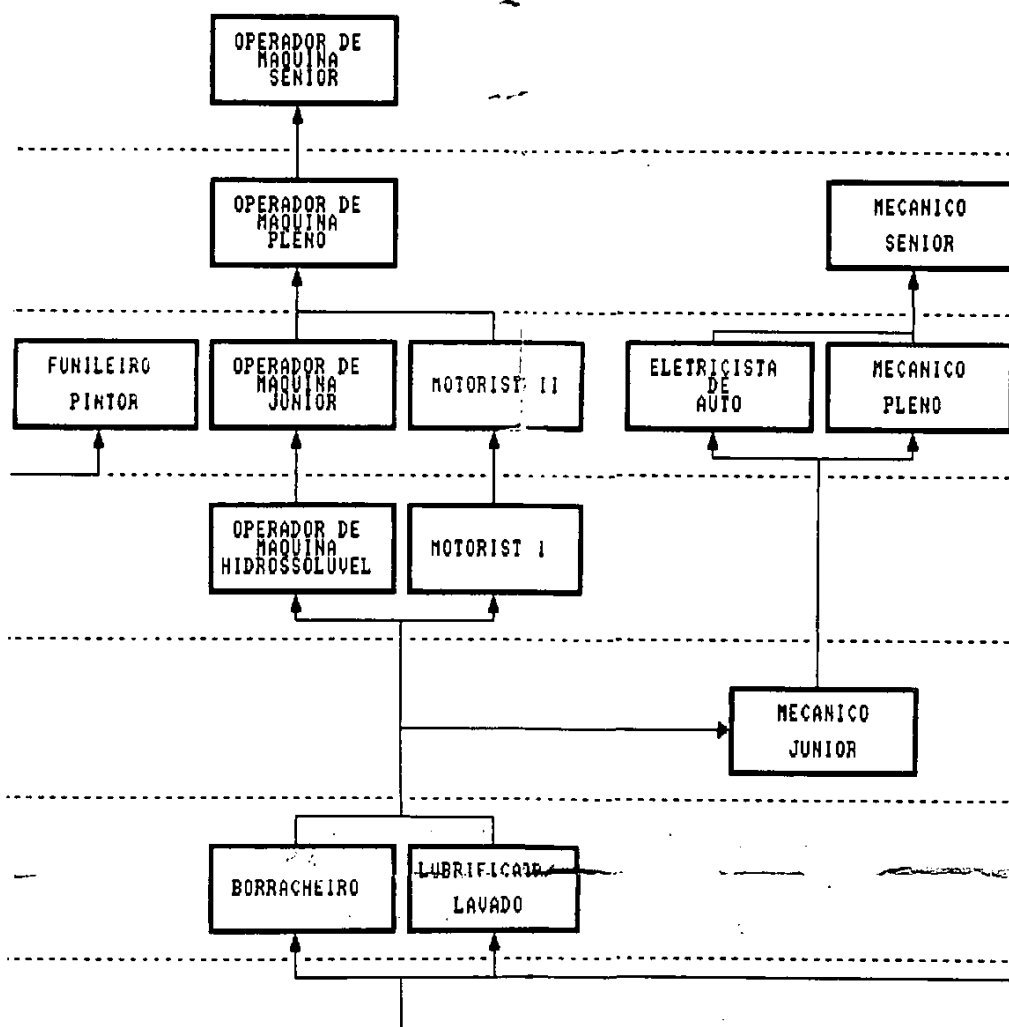 OPERADOR DE
MAQUINA
SENIOR
OPERADOR DE
MAQUINA
PLENO
MECANICO
SENIOR
FUNILEIRO
PINTOR
OPERADOR DE
MAQUINA
JUNIOR
MOTORIST II
ELETRICISTA
DE
AUTO
MECANICO
PLENO
OPERADOR DE
MAQUINA
HIDROSSOLUVEL
MOTORIST I
MECANICO
JUNIOR
BORRACHEIRO
LUBRIFICADR/
LAVADO